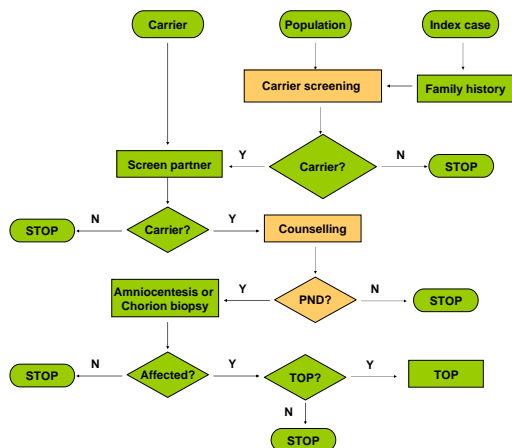 Carrier
Population
Index case
Carrier screening
Family history
Screen partner
Y
Carrier?
N
STOP
STOP
N
Carrier?
Y
Counselling
Amniocentesis or
Chorion biopsy
Y
PND?
N
STOP
STOP
N
Affected?
Y
TOP?
Y
TOP
N
STOP